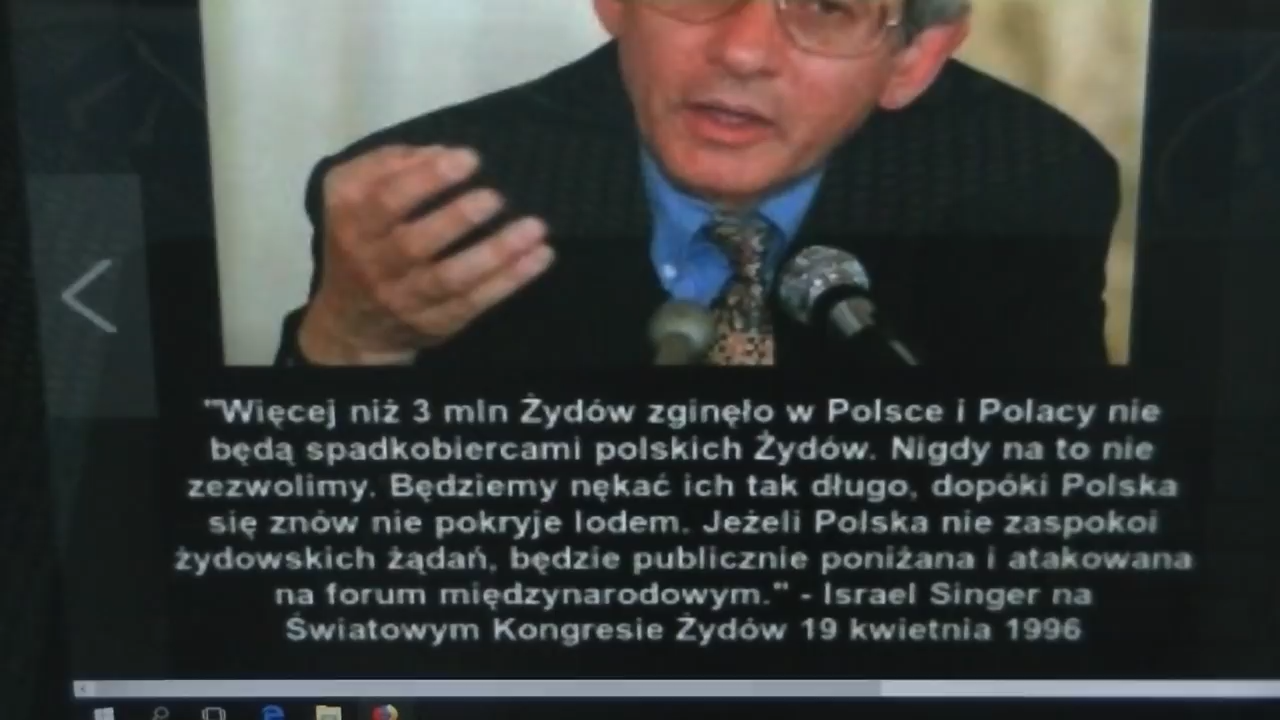 "Więcej niż 3 mln Żydów zginęło w Polsce i Polacy nie
będą spadkobiercami polskich Żydów. Nigdy na to nie
zezwolimy. Będziemy nękać ich tak długo, dopóki Polska
się znów nie pokryje lodem. Jeżeli Polska nie zaspokoi
żydowskich żądań, będzie publicznie poniżana i atakowana
na forum międzynarodowym." - Israel Singer na
Światowym Kongresie Żydów 19 kwietnia 1996